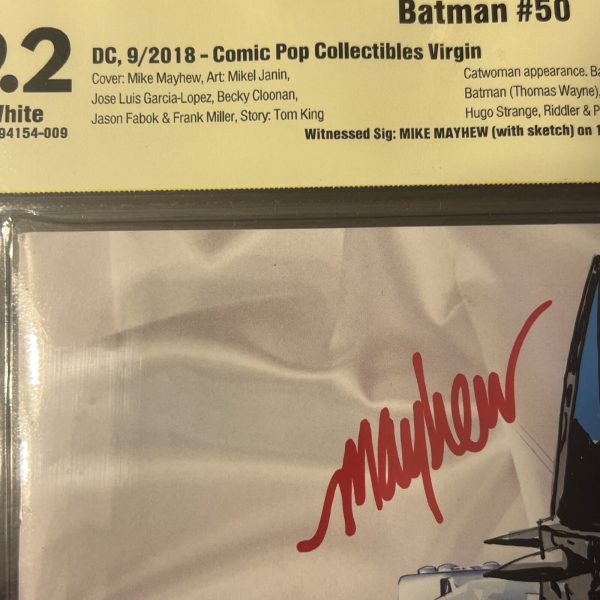 Batman #50
.2
DC, 9/2018 - Comic Pop Collectibles Virgin
Cover: Mike Mayhew, Art: Mikel Janin,
Jose Luis Garcia-Lopez, Becky Cloonan,
Jason Fabok & Frank Miller, Story: Tom King
White
94154-009
Catwoman appearance. Ba
Batman (Thomas Wayne),
Hugo Strange, Riddler & P
Witnessed Sig: MIKE MAYHEW (with sketch) on 1
mayhew